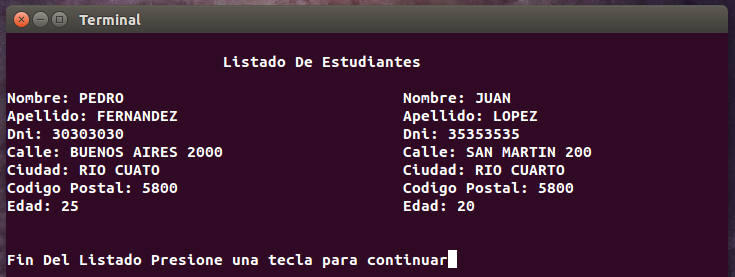 Terminal
Listado De Estudiantes
Nombre: PEDRO Nombre: JUAN
Apellido: FERNANDEZ Apellido: LOPEZ
Dni: 30303030 Dni: 35353535
Calle: BUENOS AIRES 2000 Calle: SAN MARTIN 200
Ciudad: RIO CUATO Ciudad: RIO CUARTO
Codigo Postal: 5800 Codigo Postal: 5800
Edad: 25 Edad: 20
Fin Del Listado Presione una tecla para continuar